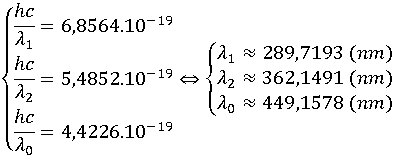 hc/λ₁ = 6,8564.10⁻¹⁹
hc/λ₂ = 5,4852.10⁻¹⁹ ⇔ λ₁ ≈ 289,7193 (nm)
λ₂ ≈ 362,1491 (nm)
hc/λ₀ = 4,4226.10⁻¹⁹ λ₀ ≈ 449,1578 (nm)